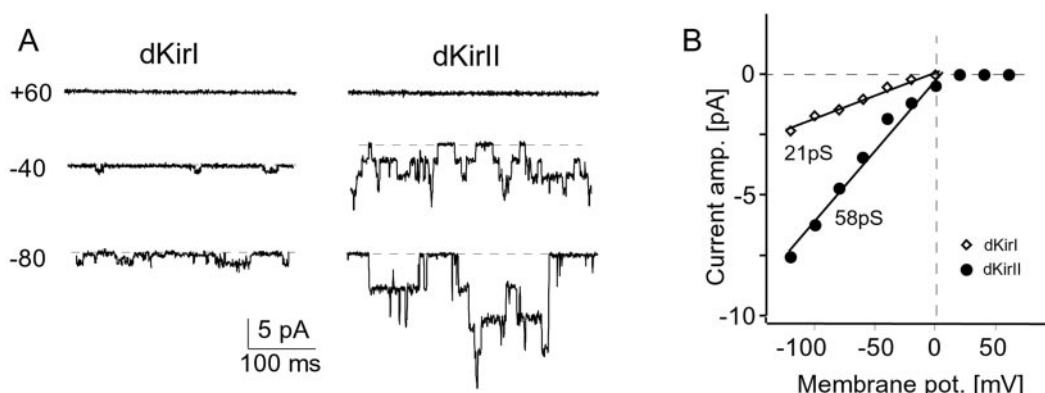 A
dKirI
dKirII
+60
-40
-80
5 pA
100 ms
B
Current amp. [pA]
0
-5
-10
21pS
58pS
dKirI
dKirII
-100
-50
0
50
Membrane pot. [mV]